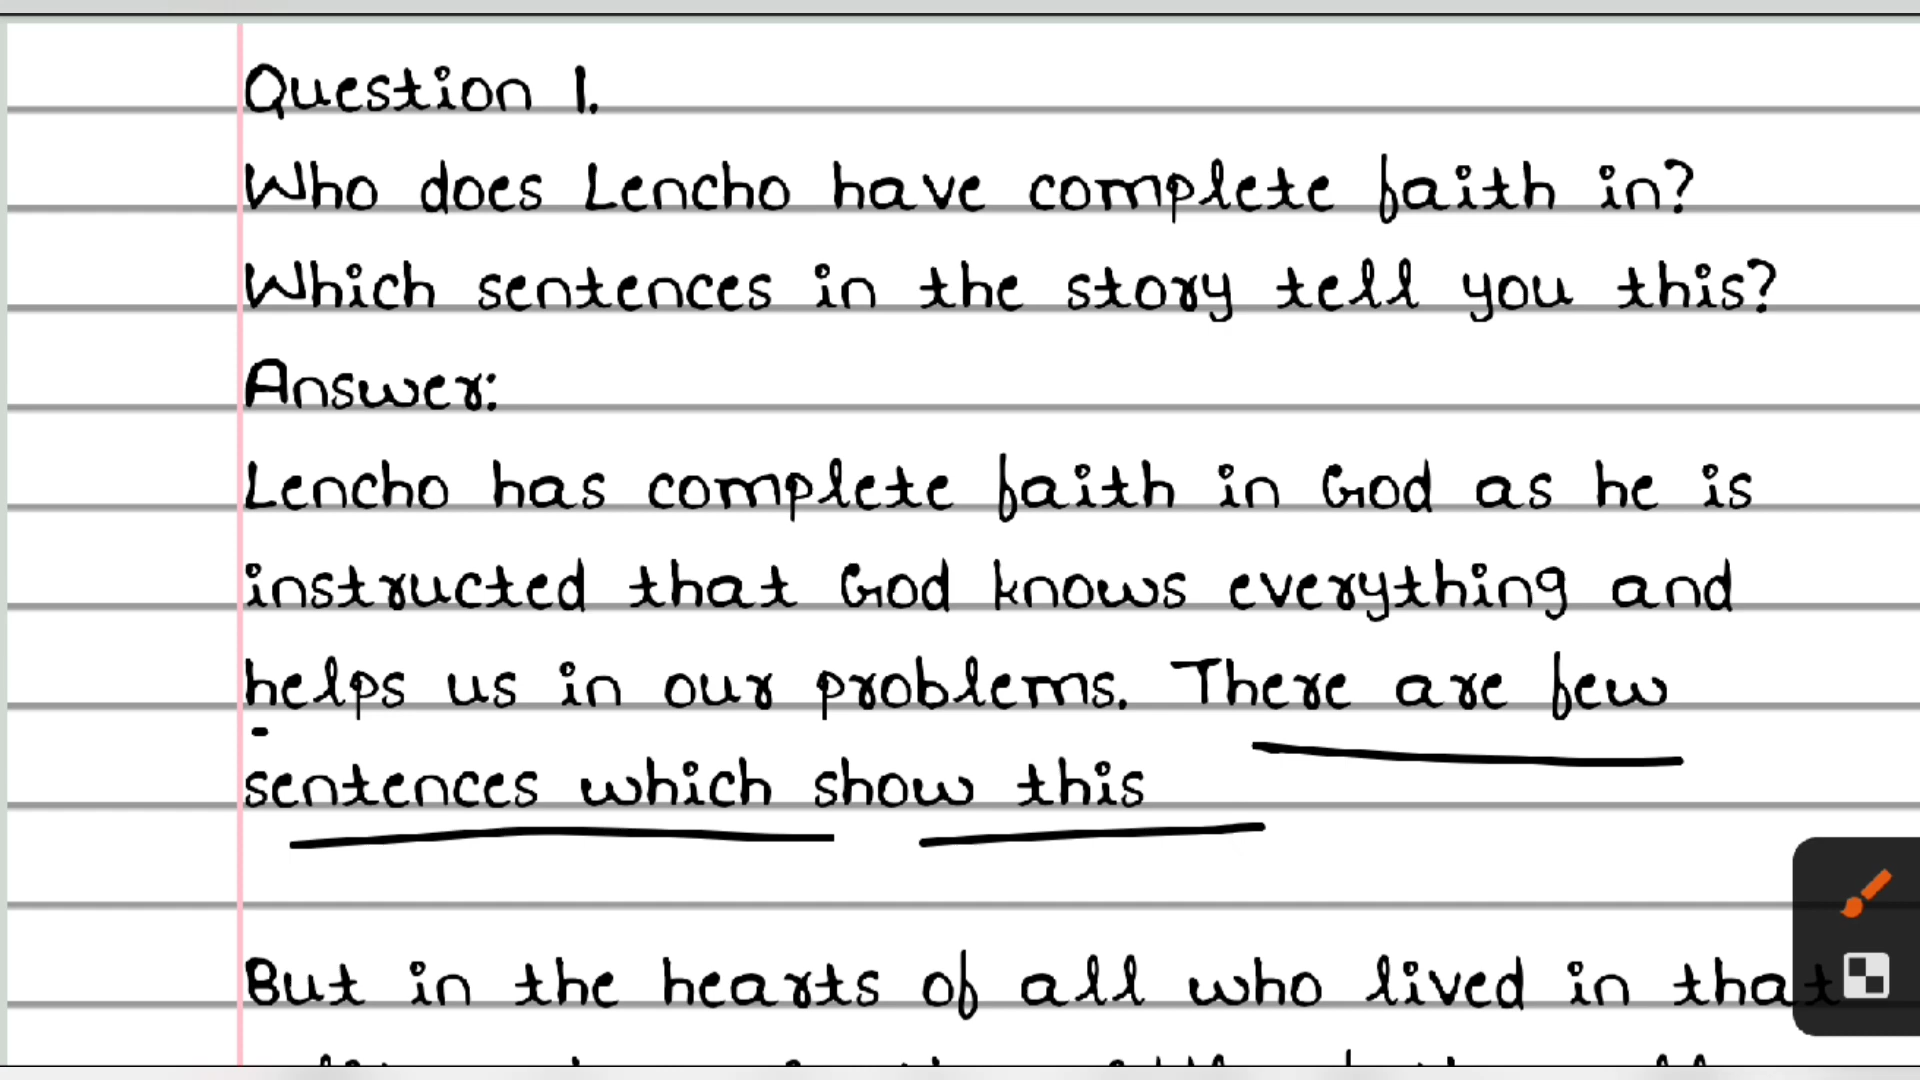 Question 1.
Who does Lencho have complete faith in?
Which sentences in the story tell you this?
Answer:
Lencho has complete faith in God as he is
instructed that God knows everything and
helps us in our problems. There are few
sentences which show this
But in the hearts of all who lived in that